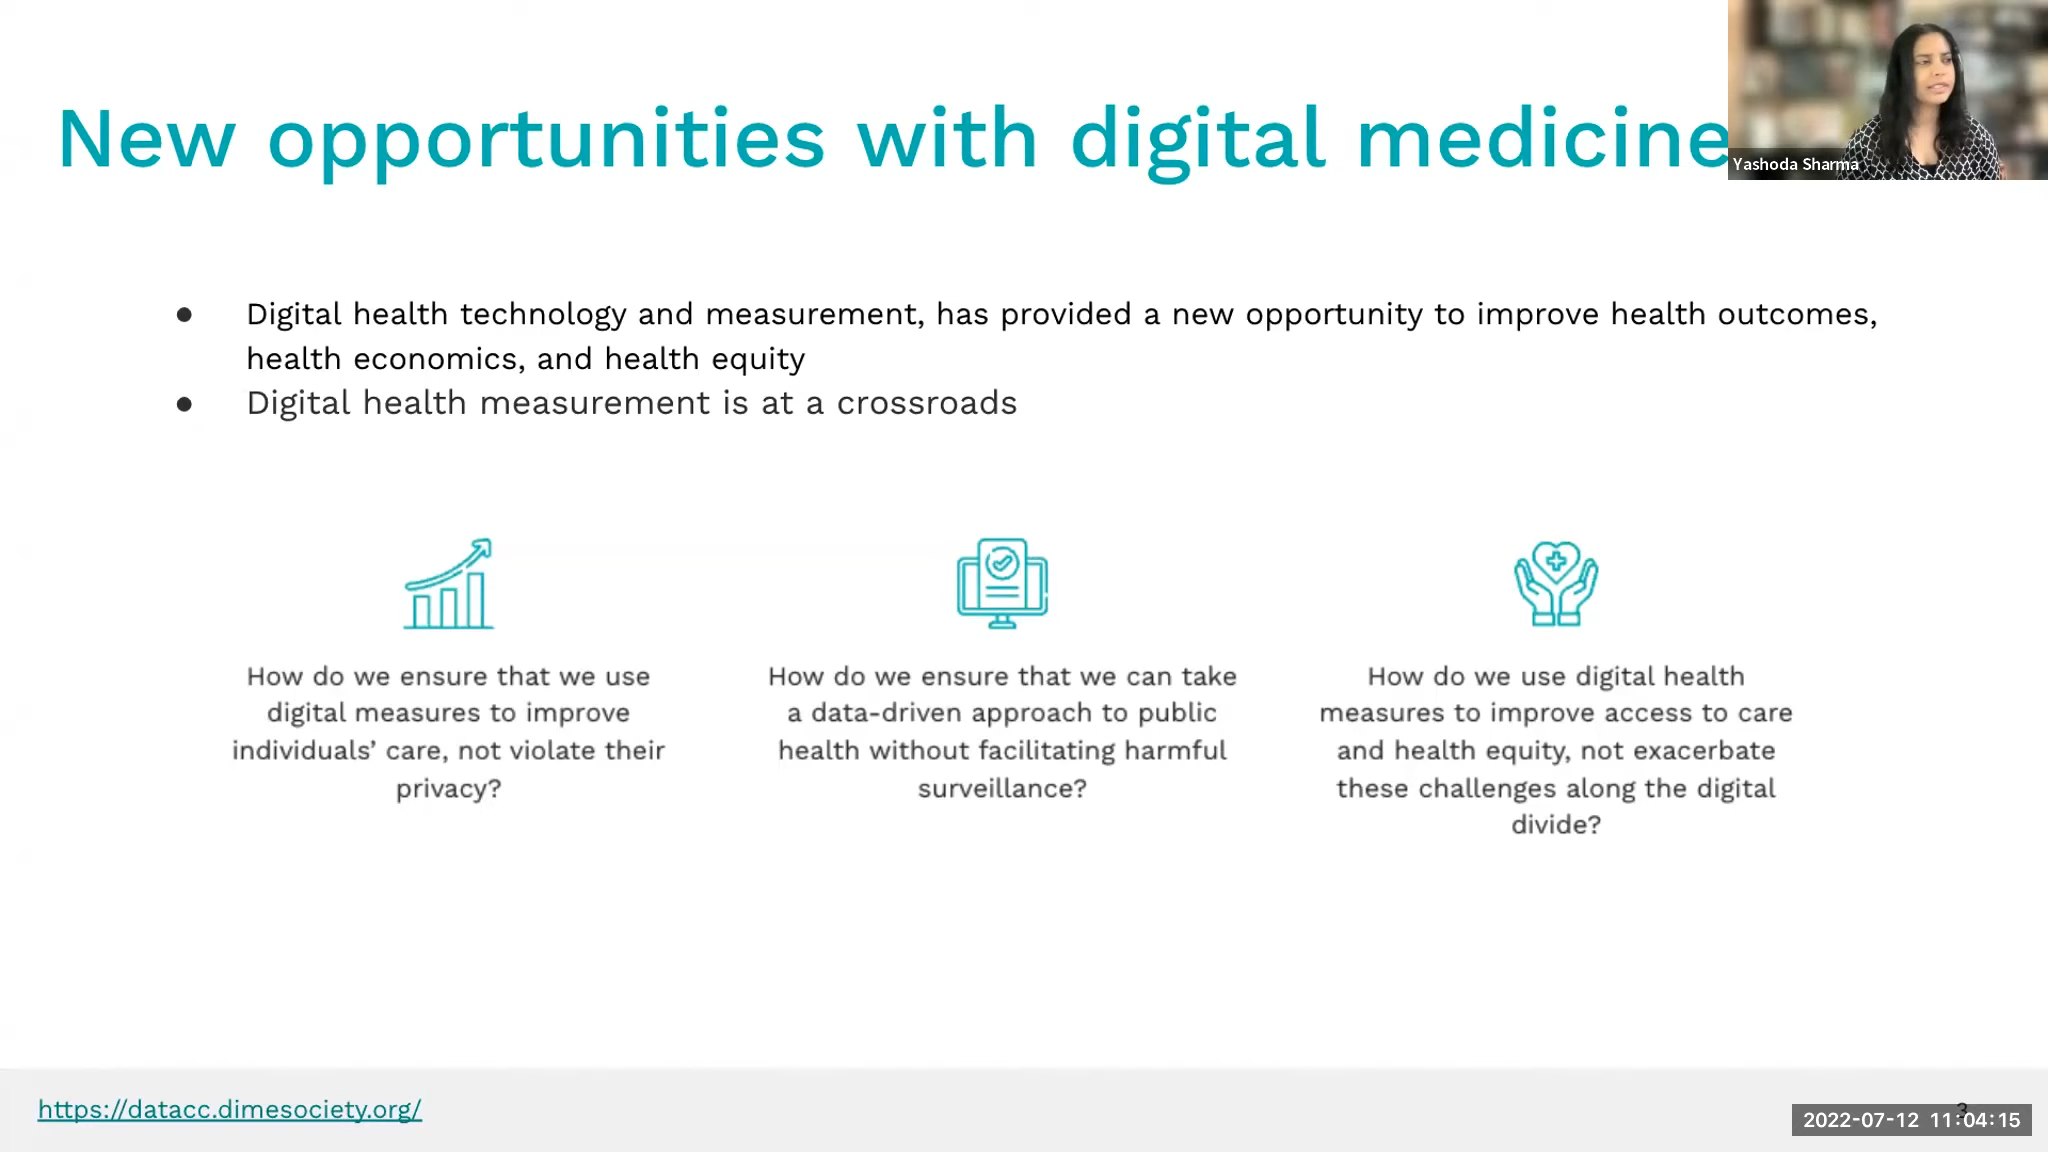 New opportunities with digital medicine
Yashoda Sharma
● Digital health technology and measurement, has provided a new opportunity to improve health outcomes,
health economics, and health equity
● Digital health measurement is at a crossroads
How do we ensure that we use
digital measures to improve
individuals’ care, not violate their
privacy?
How do we ensure that we can take
a data-driven approach to public
health without facilitating harmful
surveillance?
How do we use digital health
measures to improve access to care
and health equity, not exacerbate
these challenges along the digital
divide?
https://datacc.dimesociety.org/
3
2022-07-12 11:04:15